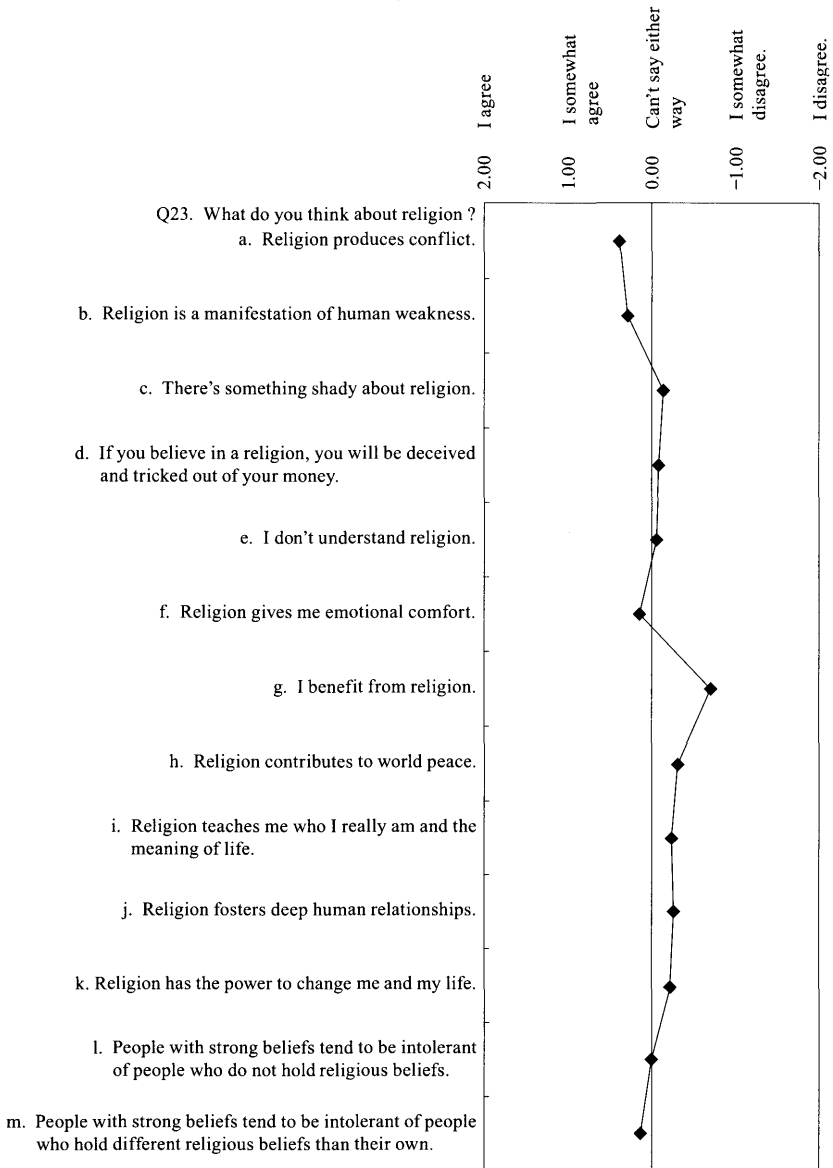 I agree
I somewhat
agree
Can't say either
way
I somewhat
disagree.
I disagree.
2.00
1.00
0.00
−1.00
−2.00
Q23. What do you think about religion ?
a. Religion produces conflict.
b. Religion is a manifestation of human weakness.
c. There's something shady about religion.
d. If you believe in a religion, you will be deceived
and tricked out of your money.
e. I don't understand religion.
f. Religion gives me emotional comfort.
g. I benefit from religion.
h. Religion contributes to world peace.
i. Religion teaches me who I really am and the
meaning of life.
j. Religion fosters deep human relationships.
k. Religion has the power to change me and my life.
l. People with strong beliefs tend to be intolerant
of people who do not hold religious beliefs.
m. People with strong beliefs tend to be intolerant of people
who hold different religious beliefs than their own.